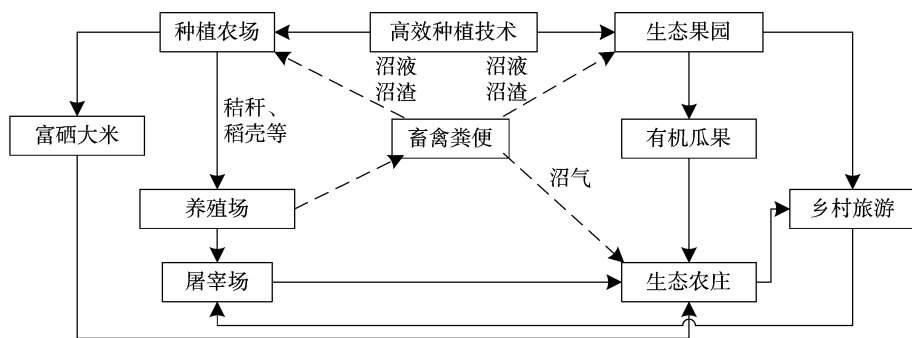 种植农场
高效种植技术
生态果园
沼液
沼渣
沼液
沼渣
秸秆、
稻壳等
富硒大米
畜禽粪便
有机瓜果
沼气
养殖场
乡村旅游
屠宰场
生态农庄